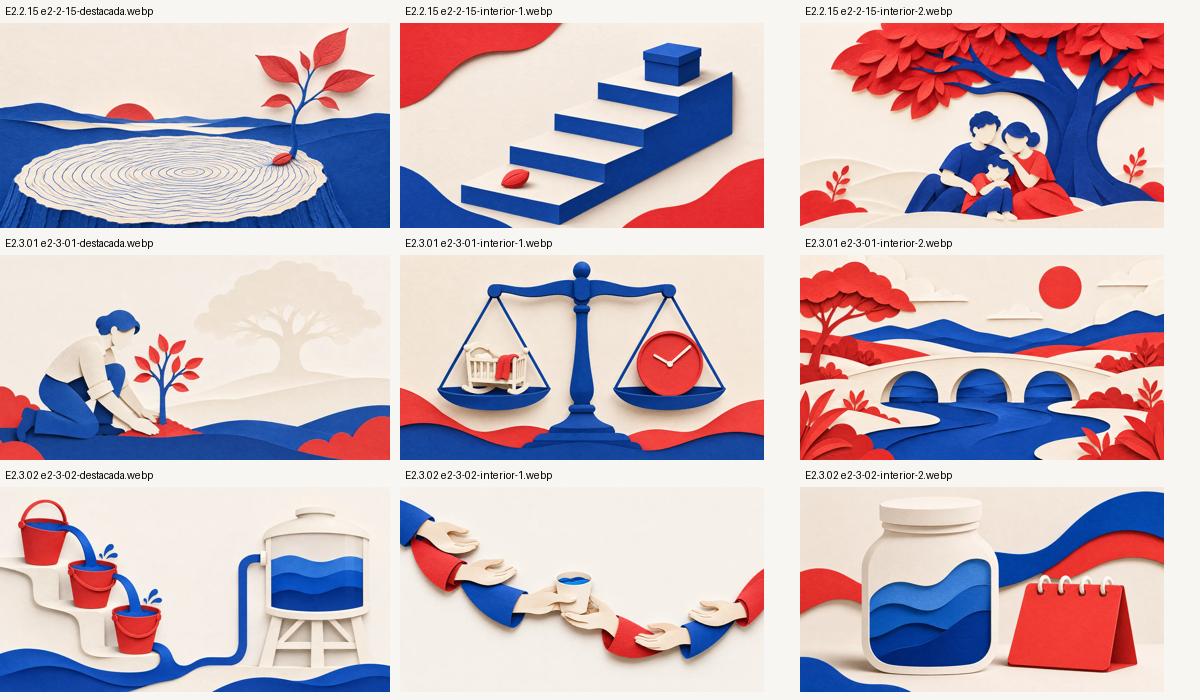 E2.2.15 e2-2-15-destacada.webp
E2.2.15 e2-2-15-interior-1.webp
E2.2.15 e2-2-15-interior-2.webp
E2.3.01 e2-3-01-destacada.webp
E2.3.01 e2-3-01-interior-1.webp
E2.3.01 e2-3-01-interior-2.webp
E2.3.02 e2-3-02-destacada.webp
E2.3.02 e2-3-02-interior-1.webp
E2.3.02 e2-3-02-interior-2.webp